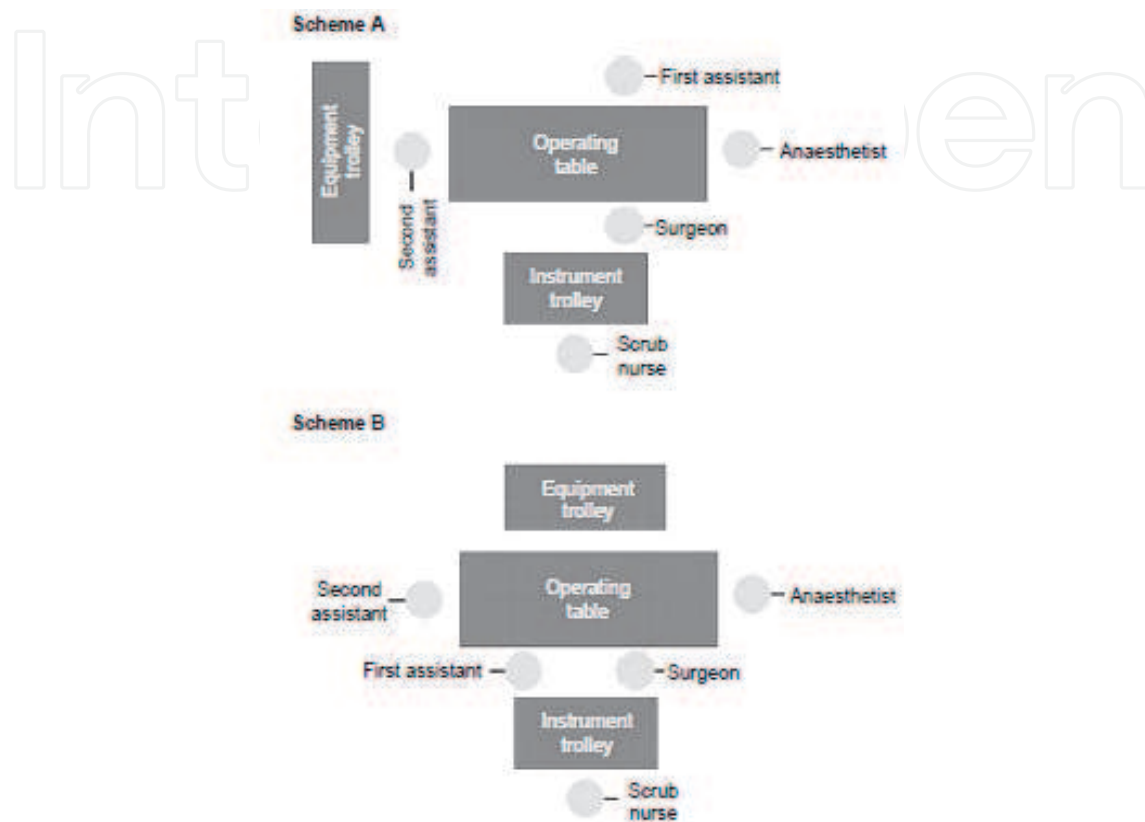 Scheme A
First assistant
Equipment
trolley
Operating
table
Anaesthetist
Second
assistant
Surgeon
Instrument
trolley
Scrub
nurse
Scheme B
Equipment
trolley
Second
assistant
Operating
table
Anaesthetist
First assistant
Surgeon
Instrument
trolley
Scrub
nurse